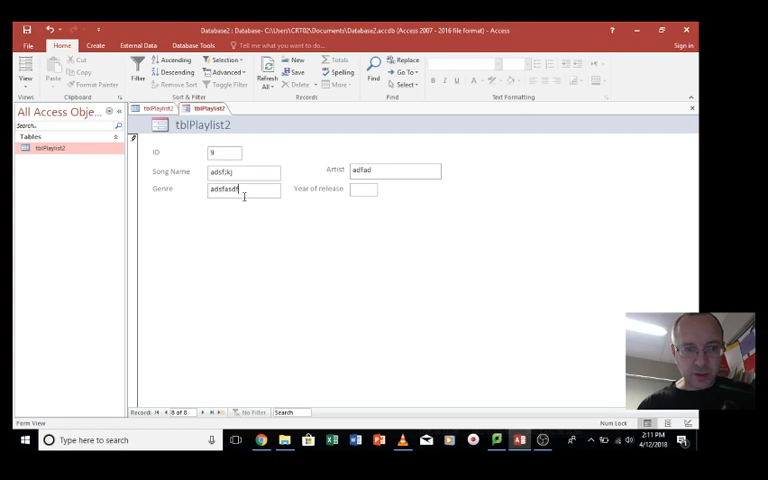 Database2 : Database- C:\Users\CRT02\Documents\Database2.accdb (Access 2007 - 2016 file format) - Access
File Home Create External Data Database Tools Tell me what you want to do... Sign in
View
Views
Paste
Cut
Copy
Format Painter
Clipboard
Filter
Ascending
Descending
Remove Sort
Selection
Advanced
Toggle Filter
Sort & Filter
Refresh
All
New
Save
Delete
Totals
Spelling
More
Records
Find
Replace
Go To
Select
Find
B I U
Text Formatting
All Access Obje...
Search..
Tables
tblPlaylist2
tblPlaylist2 tblPlaylist2
tblPlaylist2
ID 9
Song Name adsf;kj Artist adfad
Genre adsfasdf Year of release
Record: 8 of 8 No Filter Search
Form View Num Lock
Type here to search
2:11 PM
4/12/2018